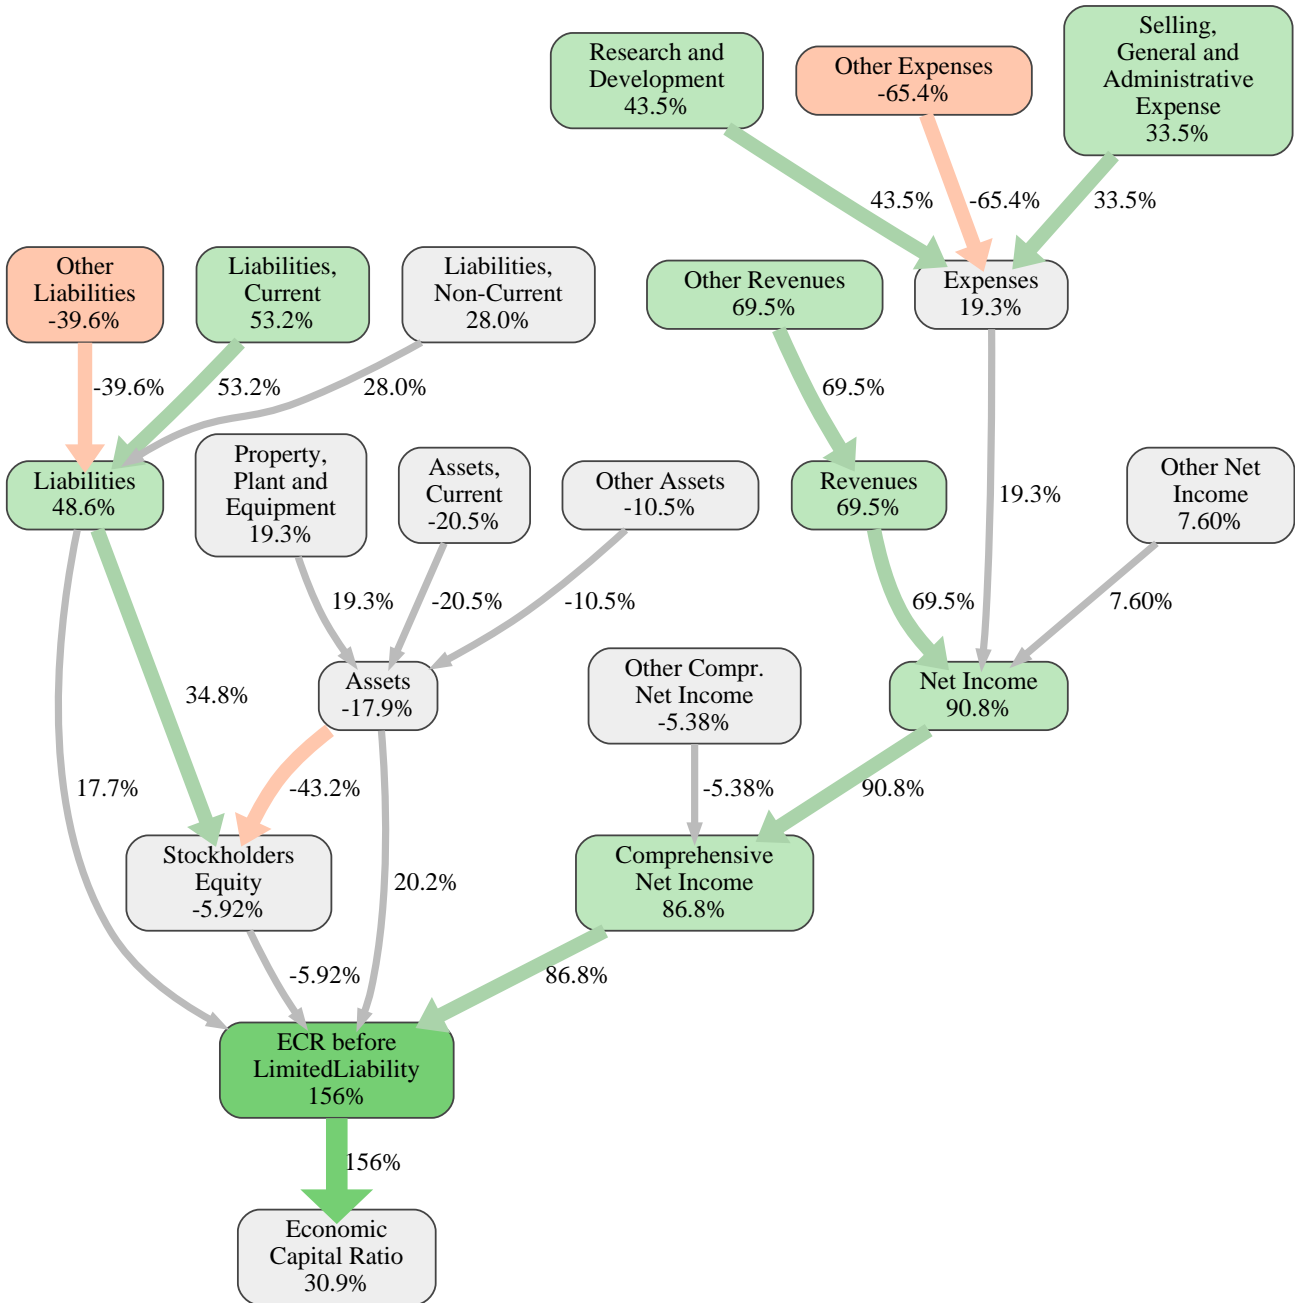 Research and
Development
43.5%
Other Expenses
-65.4%
Selling,
General and
Administrative
Expense
33.5%
43.5%
-65.4%
33.5%
Other
Liabilities
-39.6%
Liabilities,
Current
53.2%
Liabilities,
Non-Current
28.0%
Other Revenues
69.5%
Expenses
19.3%
-39.6%
53.2%
28.0%
69.5%
Liabilities
48.6%
Property,
Plant and
Equipment
19.3%
Assets,
Current
-20.5%
Other Assets
-10.5%
Revenues
69.5%
19.3%
Other Net
Income
7.60%
19.3%
-20.5%
-10.5%
69.5%
7.60%
34.8%
Assets
-17.9%
Other Compr.
Net Income
-5.38%
Net Income
90.8%
17.7%
-43.2%
-5.38%
90.8%
Stockholders
Equity
-5.92%
20.2%
Comprehensive
Net Income
86.8%
-5.92%
86.8%
ECR before
LimitedLiability
156%
156%
Economic
Capital Ratio
30.9%